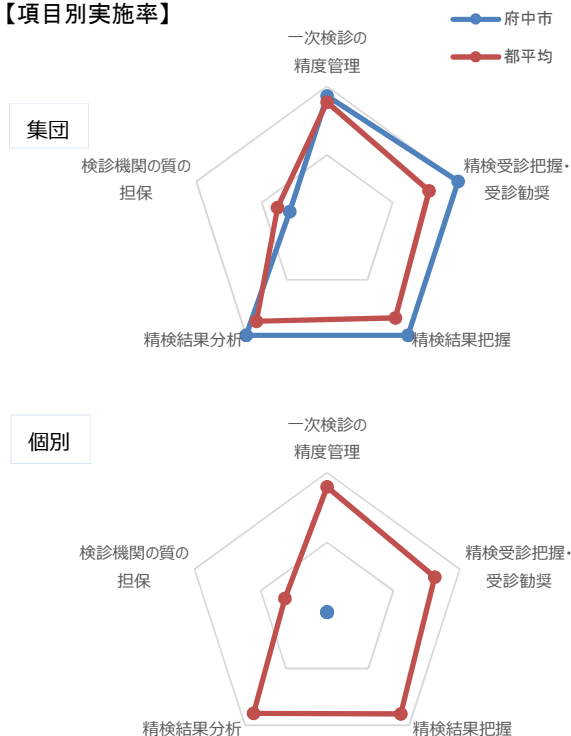 【項目別実施率】
府中市
都平均
集団
一次検診の
精度管理
精検受診把握・
受診勧奨
精検結果把握
精検結果分析
検診機関の質の
担保
個別
一次検診の
精度管理
精検受診把握・
受診勧奨
精検結果把握
精検結果分析
検診機関の質の
担保